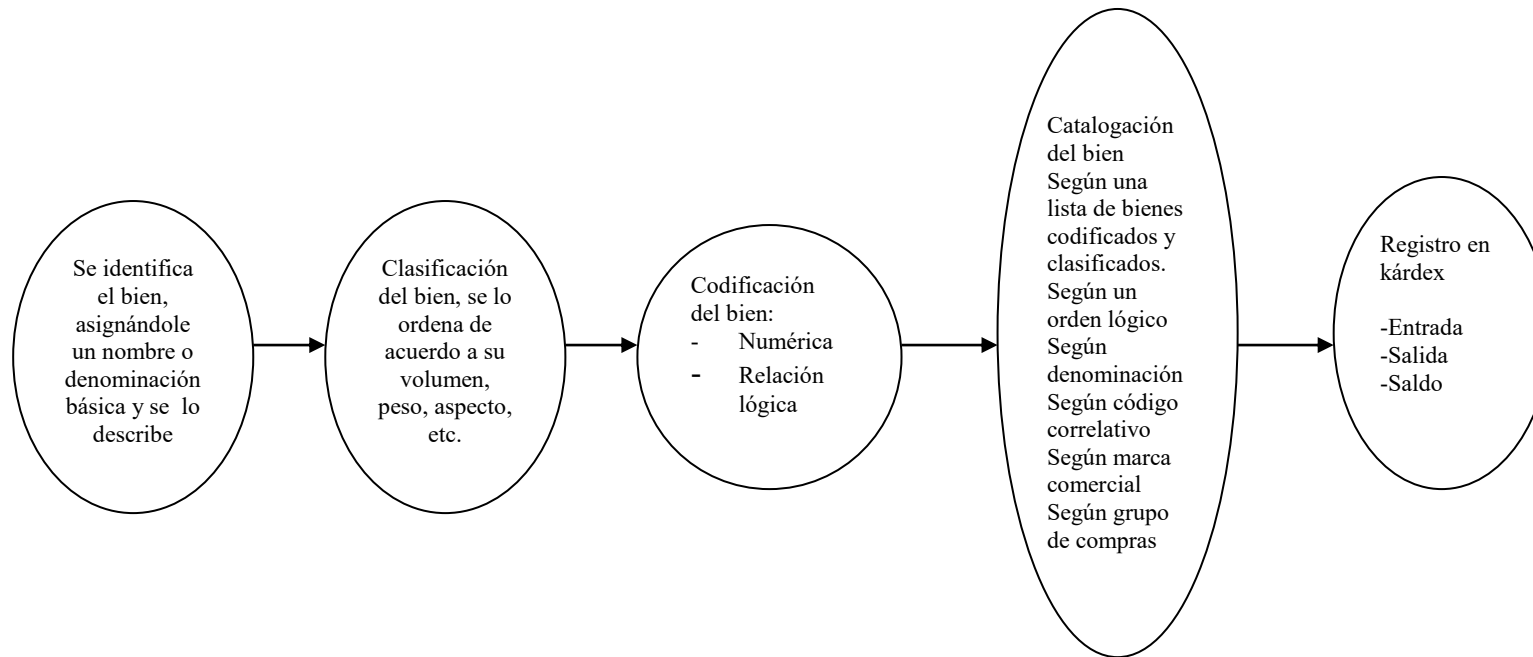 Se identifica
el bien,
asignándole
un nombre o
denominación
básica y se lo
describe
Clasificación
del bien, se lo
ordena de
acuerdo a su
volumen,
peso, aspecto,
etc.
Codificación
del bien:
- Numérica
- Relación
lógica
Catalogación
del bien
Según una
lista de bienes
codificados y
clasificados.
Según un
orden lógico
Según
denominación
Según código
correlativo
Según marca
comercial
Según grupo
de compras
Registro en
kárdex
-Entrada
-Salida
-Saldo